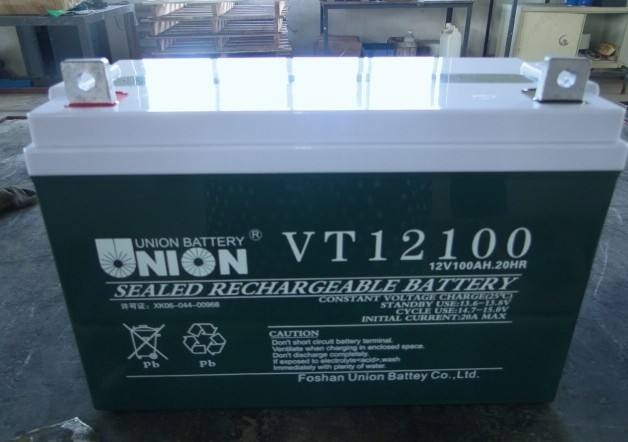 UNION BATTERY ®
UNION
VT12100
12V100AH.20HR
SEALED RECHARGEABLE BATTERY
许可证：XK06-044-00968
CONSTANT VOLTAGE CHARGE(25℃)
STANDBY USE:13.6-13.8V
CYCLE USE:14.7-15.0V
INITIAL CURRENT:20A MAX
CAUTION
Don't short circuit battery terminal.
Ventilate when charging in enclosed space.
Don't discharge completely.
If exposed to electrolyte<acid>,wash
Immediately with plenty of water.
Pb
Pb
Foshan Union Battey Co.,Ltd.